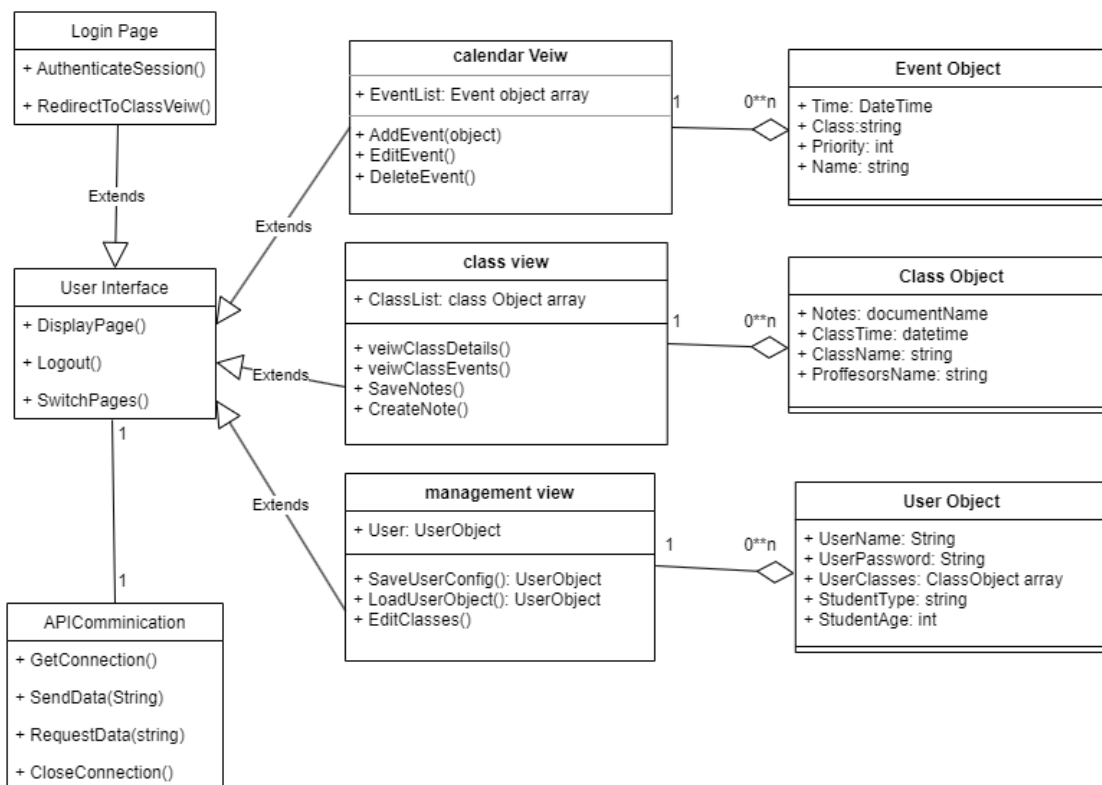 Login Page
+ AuthenticateSession()
+ RedirectToClassVeiw()
Extends
User Interface
+ DisplayPage()
+ Logout()
+ SwitchPages()
1
1
APIComminication
+ GetConnection()
+ SendData(String)
+ RequestData(string)
+ CloseConnection()
calendar Veiw
+ EventList: Event object array
+ AddEvent(object)
+ EditEvent()
+ DeleteEvent()
Extends
1
0**n
Event Object
+ Time: DateTime
+ Class:string
+ Priority: int
+ Name: string
class view
+ ClassList: class Object array
+ veiwClassDetails()
+ veiwClassEvents()
+ SaveNotes()
+ CreateNote()
Extends
1
0**n
Class Object
+ Notes: documentName
+ ClassTime: datetime
+ ClassName: string
+ ProffesorsName: string
management view
+ User: UserObject
+ SaveUserConfig(): UserObject
+ LoadUserObject(): UserObject
+ EditClasses()
Extends
1
0**n
User Object
+ UserName: String
+ UserPassword: String
+ UserClasses: ClassObject array
+ StudentType: string
+ StudentAge: int